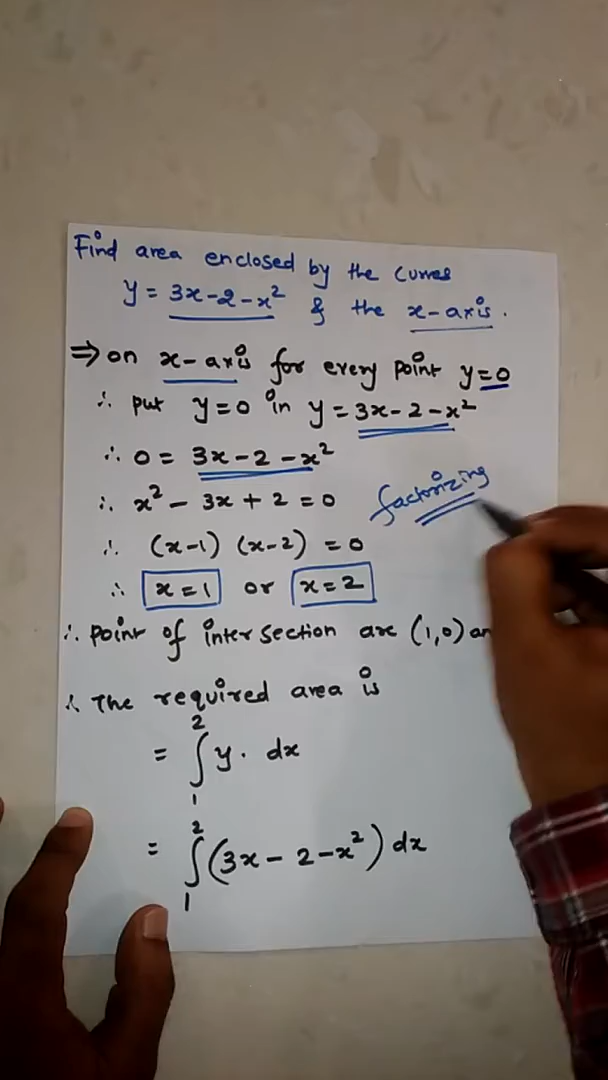 Find area enclosed by the curves
y = 3x-2-x² & the x-axis.
⇒ on x-axis for every point y=0
∴ put y=0 in y = 3x-2-x²
∴ 0 = 3x-2-x²
∴ x² - 3x + 2 = 0
factorizing
∴ (x-1) (x-2) = 0
∴ x=1 or x=2
∴ point of intersection are (1,0)
∴ The required area is
= ∫₁² y. dx
= ∫₁² (3x-2-x²) dx